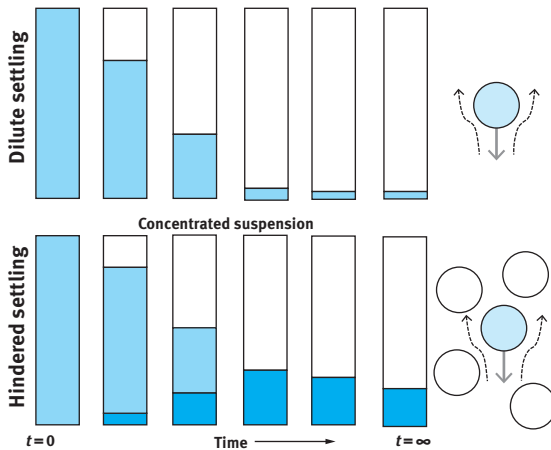 Dilute settling
Concentrated suspension
Hindered settling
t=0
Time
t=∞